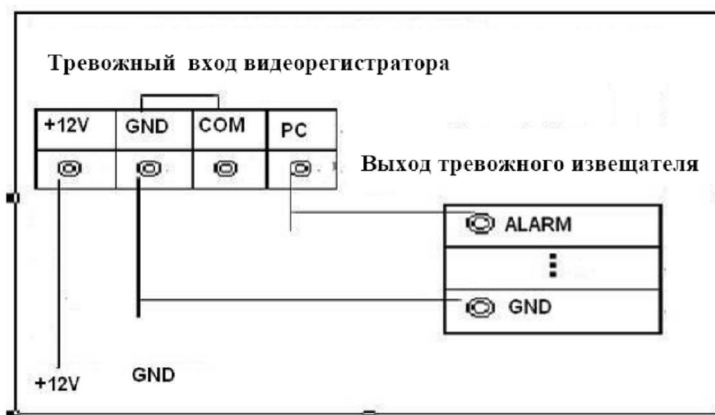 Тревожный вход видеорегистратора
+12V GND COM PC
Выход тревожного извещателя
ALARM
GND
+12V GND